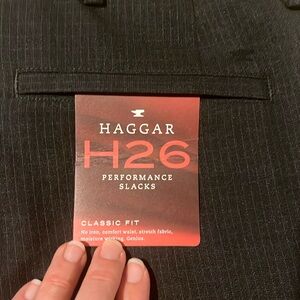 HAGGAR
H26
PERFORMANCE
SLACKS
CLASSIC FIT
No iron, comfort waist, stretch fabric,
moisture wicking. Genius.